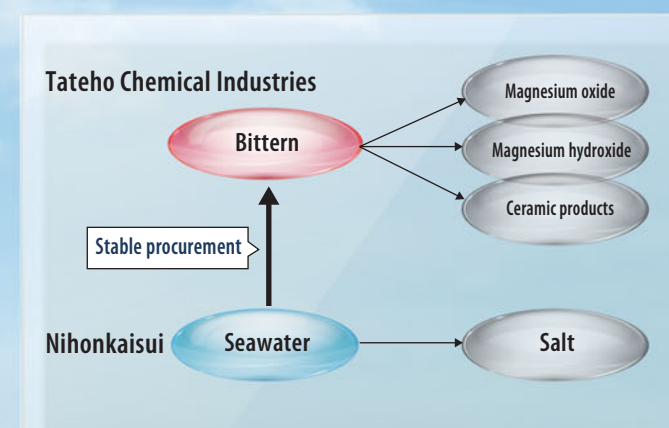 Tateho Chemical Industries
Magnesium oxide
Bittern
Magnesium hydroxide
Ceramic products
Stable procurement
Nihonkaisui
Seawater
Salt